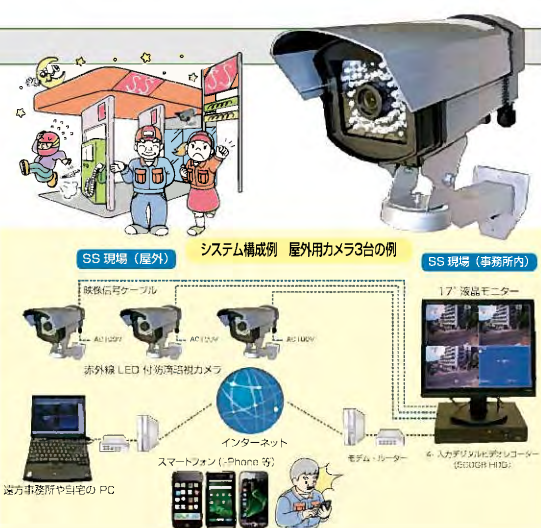 SS
SS
システム構成例 屋外用カメラ3台の例
SS 現場(屋外)
SS 現場(事務所内)
映像信号ケーブル
17" 液晶モニター
AC100V
AC100V
AC100V
赤外線 LED 付防滴暗視カメラ
インターネット
モデム・ルーター
4-入力デジタルビデオレコーダー
(500GB HDD)
スマートフォン(i-Phone 等)
遠方事務所や自宅の PC